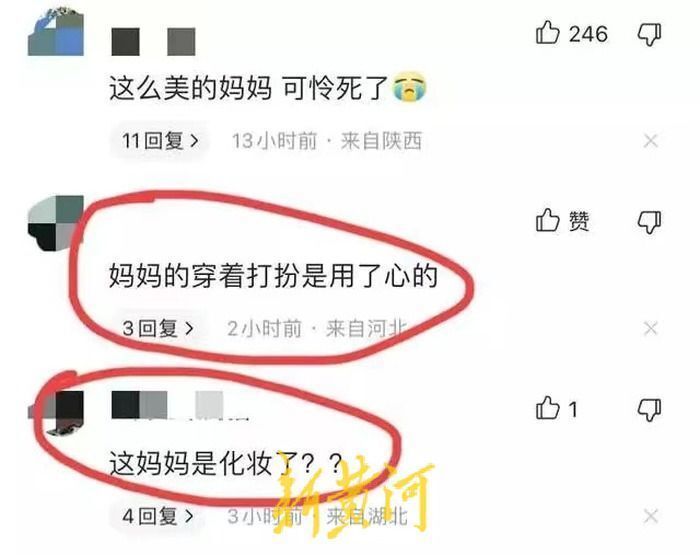 246
这么美的妈妈 可怜死了😭
11回复 > 13小时前 · 来自陕西 ×
赞
妈妈的穿着打扮是用了心的
3回复 > 2小时前 · 来自河北 ×
1
这妈妈是化妆了？？
新黄河
4回复 > 3小时前 · 来自湖北 ×